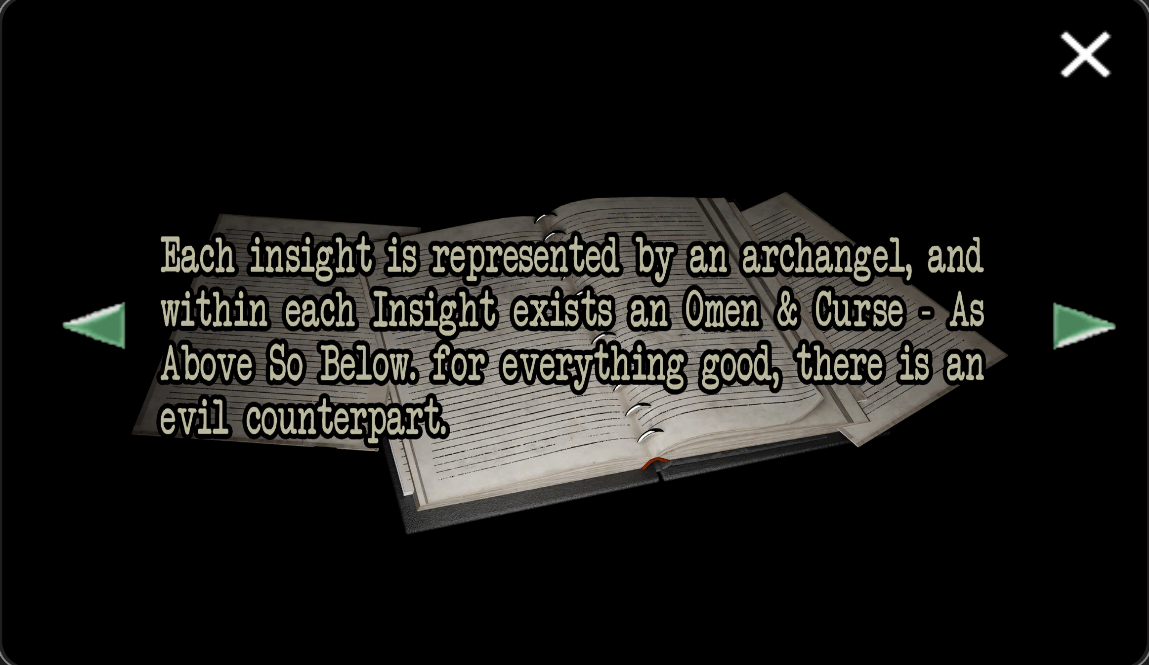 Each insight is represented by an archangel, and
within each Insight exists an Omen & Curse - As
Above So Below. for everything good, there is an
evil counterpart.